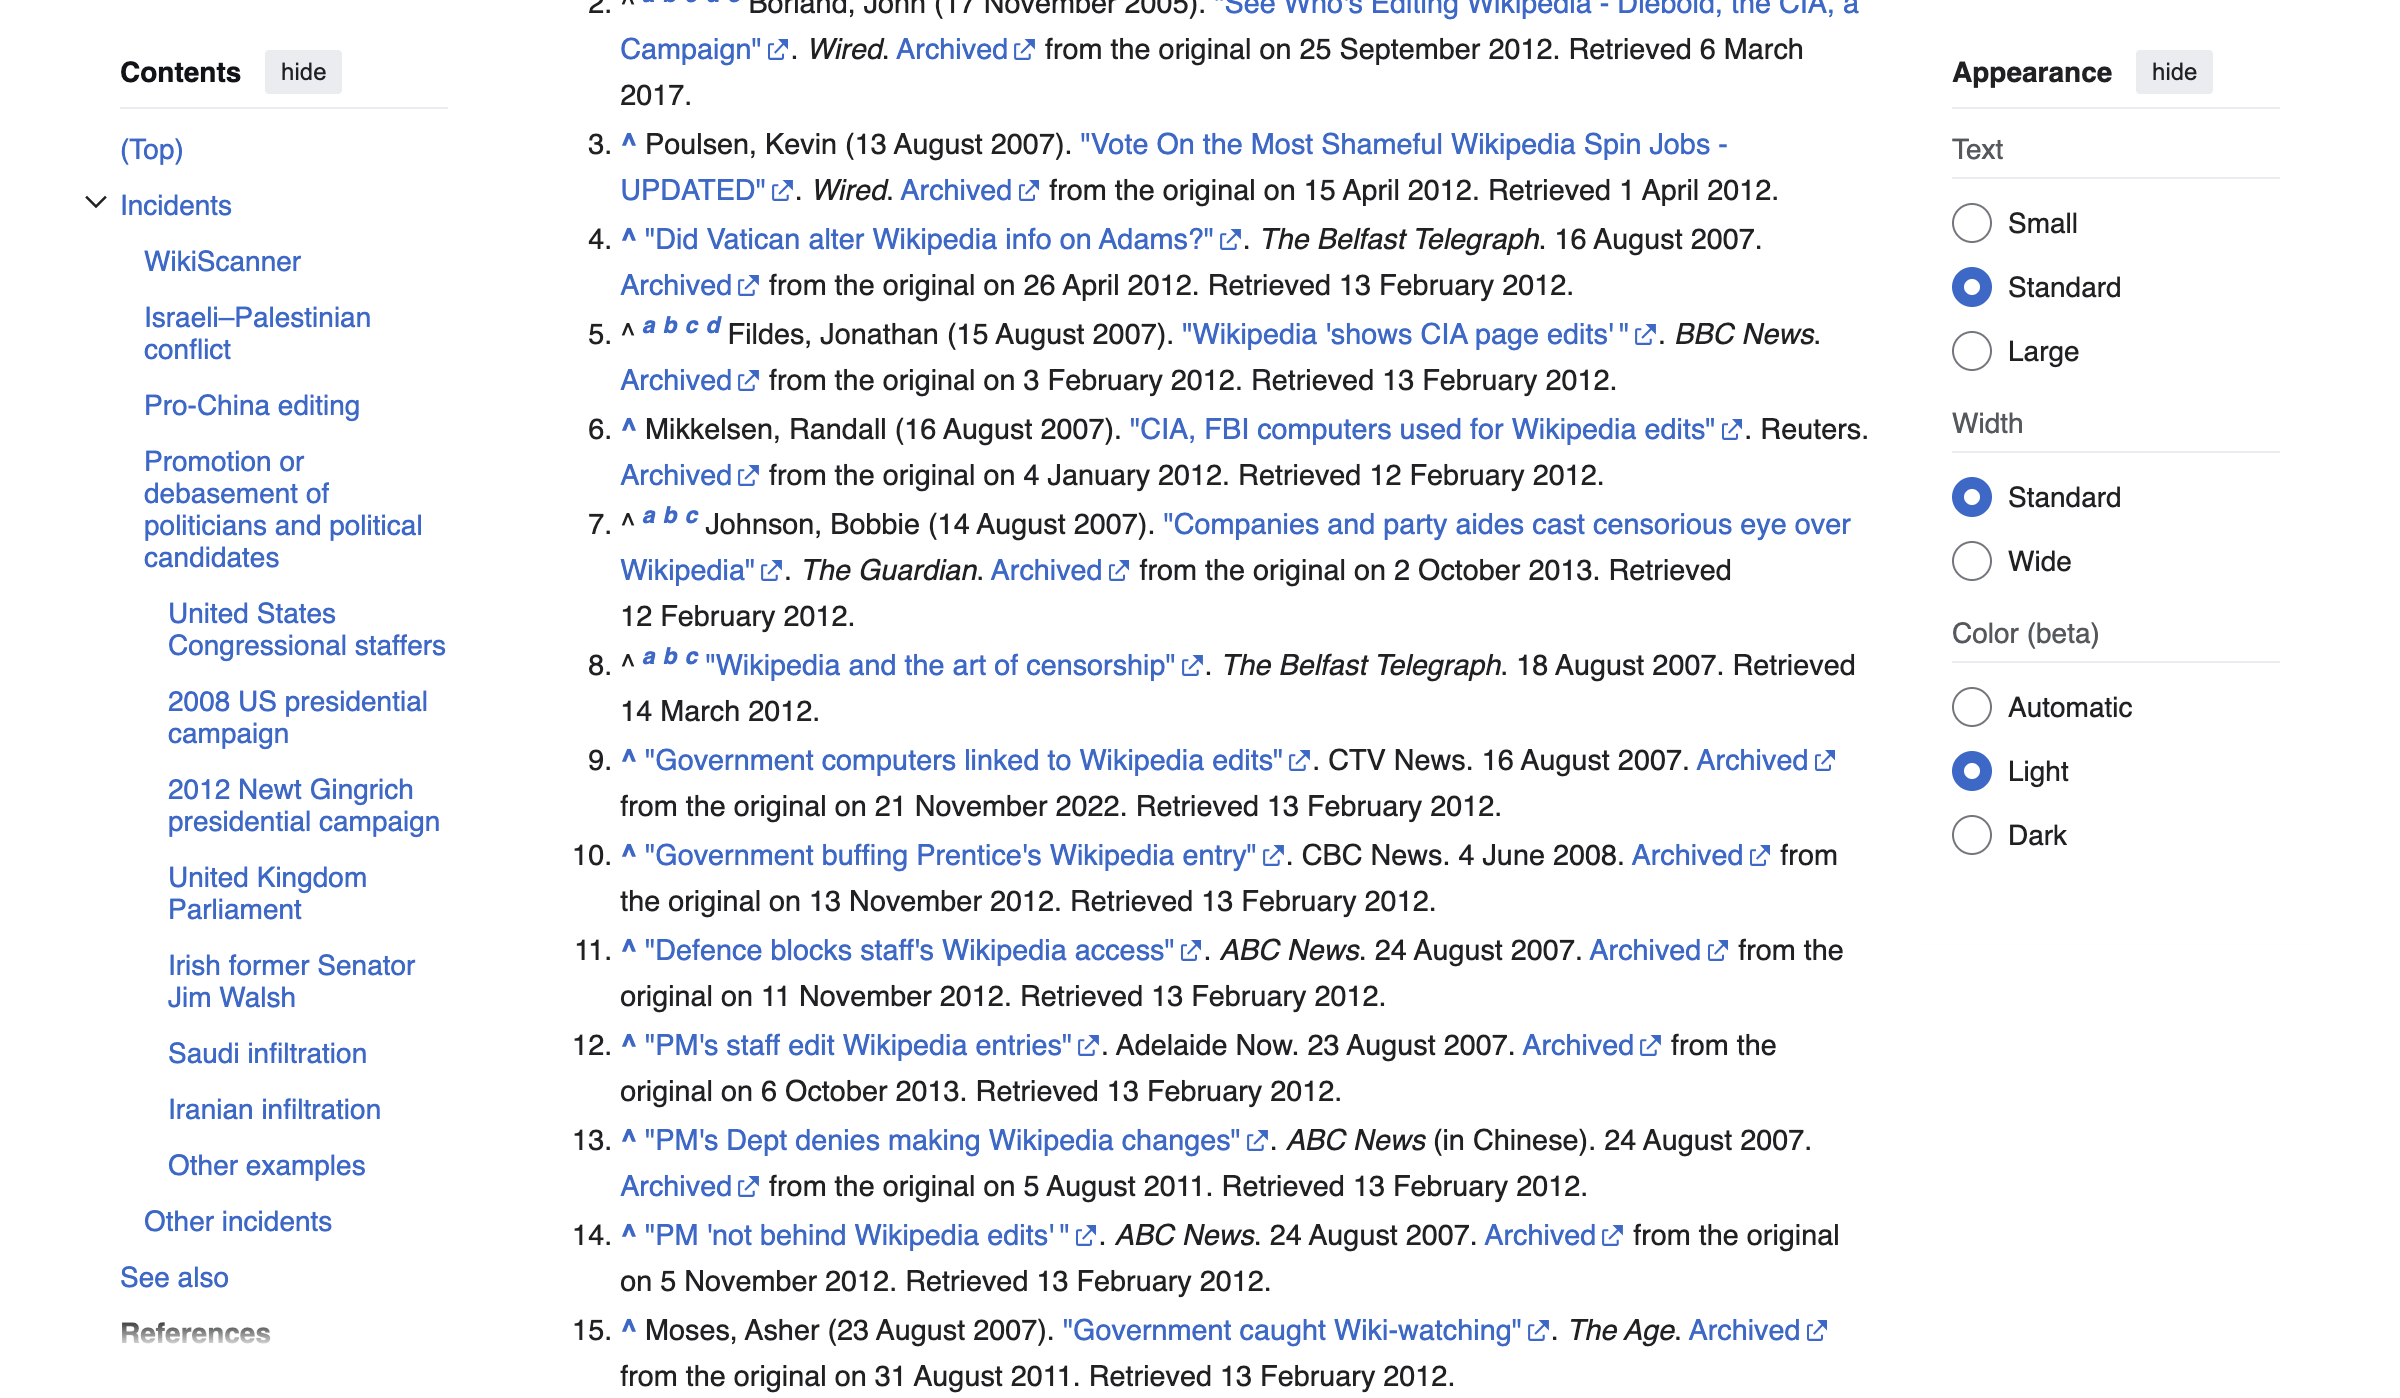 Contents hide
(Top)
Incidents
WikiScanner
Israeli–Palestinian
conflict
Pro-China editing
Promotion or
debasement of
politicians and political
candidates
United States
Congressional staffers
2008 US presidential
campaign
2012 Newt Gingrich
presidential campaign
United Kingdom
Parliament
Irish former Senator
Jim Walsh
Saudi infiltration
Iranian infiltration
Other examples
Other incidents
See also
References
2. ^ a b c d e Borland, John (17 November 2005). "See Who's Editing Wikipedia - Diebold, the CIA, a
Campaign". Wired. Archived from the original on 25 September 2012. Retrieved 6 March
2017.
3. ^ Poulsen, Kevin (13 August 2007). "Vote On the Most Shameful Wikipedia Spin Jobs -
UPDATED". Wired. Archived from the original on 15 April 2012. Retrieved 1 April 2012.
4. ^ "Did Vatican alter Wikipedia info on Adams?". The Belfast Telegraph. 16 August 2007.
Archived from the original on 26 April 2012. Retrieved 13 February 2012.
5. ^ a b c d Fildes, Jonathan (15 August 2007). "Wikipedia 'shows CIA page edits'". BBC News.
Archived from the original on 3 February 2012. Retrieved 13 February 2012.
6. ^ Mikkelsen, Randall (16 August 2007). "CIA, FBI computers used for Wikipedia edits". Reuters.
Archived from the original on 4 January 2012. Retrieved 12 February 2012.
7. ^ a b c Johnson, Bobbie (14 August 2007). "Companies and party aides cast censorious eye over
Wikipedia". The Guardian. Archived from the original on 2 October 2013. Retrieved
12 February 2012.
8. ^ a b c "Wikipedia and the art of censorship". The Belfast Telegraph. 18 August 2007. Retrieved
14 March 2012.
9. ^ "Government computers linked to Wikipedia edits". CTV News. 16 August 2007. Archived
from the original on 21 November 2022. Retrieved 13 February 2012.
10. ^ "Government buffing Prentice's Wikipedia entry". CBC News. 4 June 2008. Archived from
the original on 13 November 2012. Retrieved 13 February 2012.
11. ^ "Defence blocks staff's Wikipedia access". ABC News. 24 August 2007. Archived from the
original on 11 November 2012. Retrieved 13 February 2012.
12. ^ "PM's staff edit Wikipedia entries". Adelaide Now. 23 August 2007. Archived from the
original on 6 October 2013. Retrieved 13 February 2012.
13. ^ "PM's Dept denies making Wikipedia changes". ABC News (in Chinese). 24 August 2007.
Archived from the original on 5 August 2011. Retrieved 13 February 2012.
14. ^ "PM 'not behind Wikipedia edits'". ABC News. 24 August 2007. Archived from the original
on 5 November 2012. Retrieved 13 February 2012.
15. ^ Moses, Asher (23 August 2007). "Government caught Wiki-watching". The Age. Archived
from the original on 31 August 2011. Retrieved 13 February 2012.
Appearance hide
Text
Small
Standard
Large
Width
Standard
Wide
Color (beta)
Automatic
Light
Dark